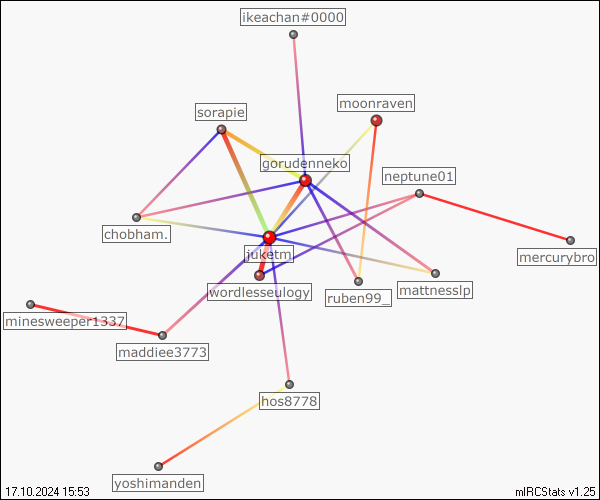 ikeachan#0000
moonraven
sorapie
gorudenneko
neptune01
chobham.
juketm
mercurybro
wordlesseulogy
ruben99_
mattnesslp
minesweeper1337
maddiee3773
hos8778
yoshimanden
17.10.2024 15:53
mIRCStats v1.25